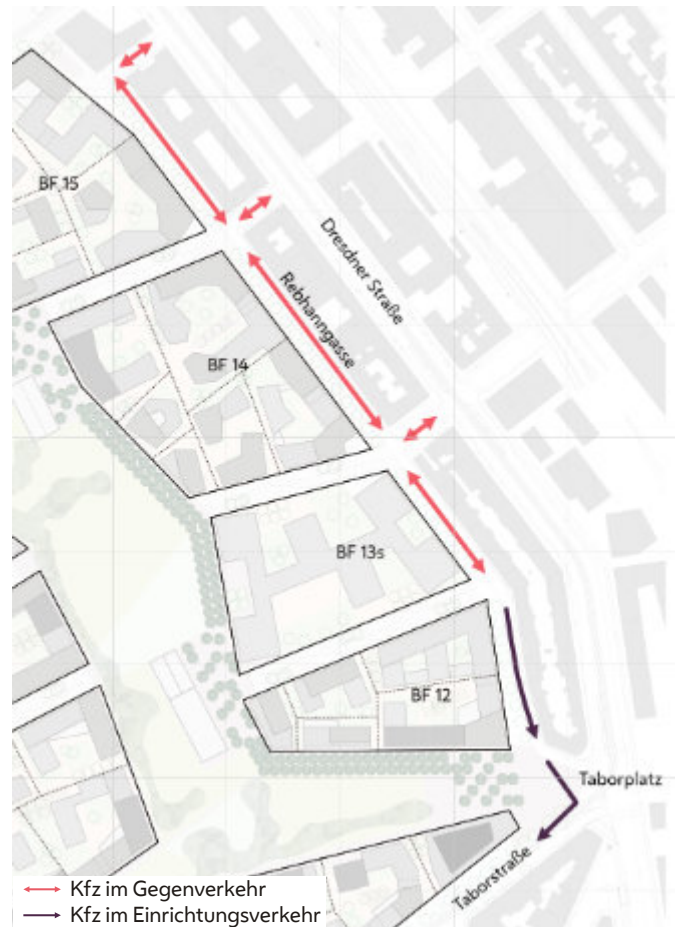 BF 15
Dresdner Straße
Rebhanngasse
BF 14
BF 13s
BF 12
Taborplatz
Taborstraße
Kfz im Gegenverkehr
Kfz im Einrichtungsverkehr